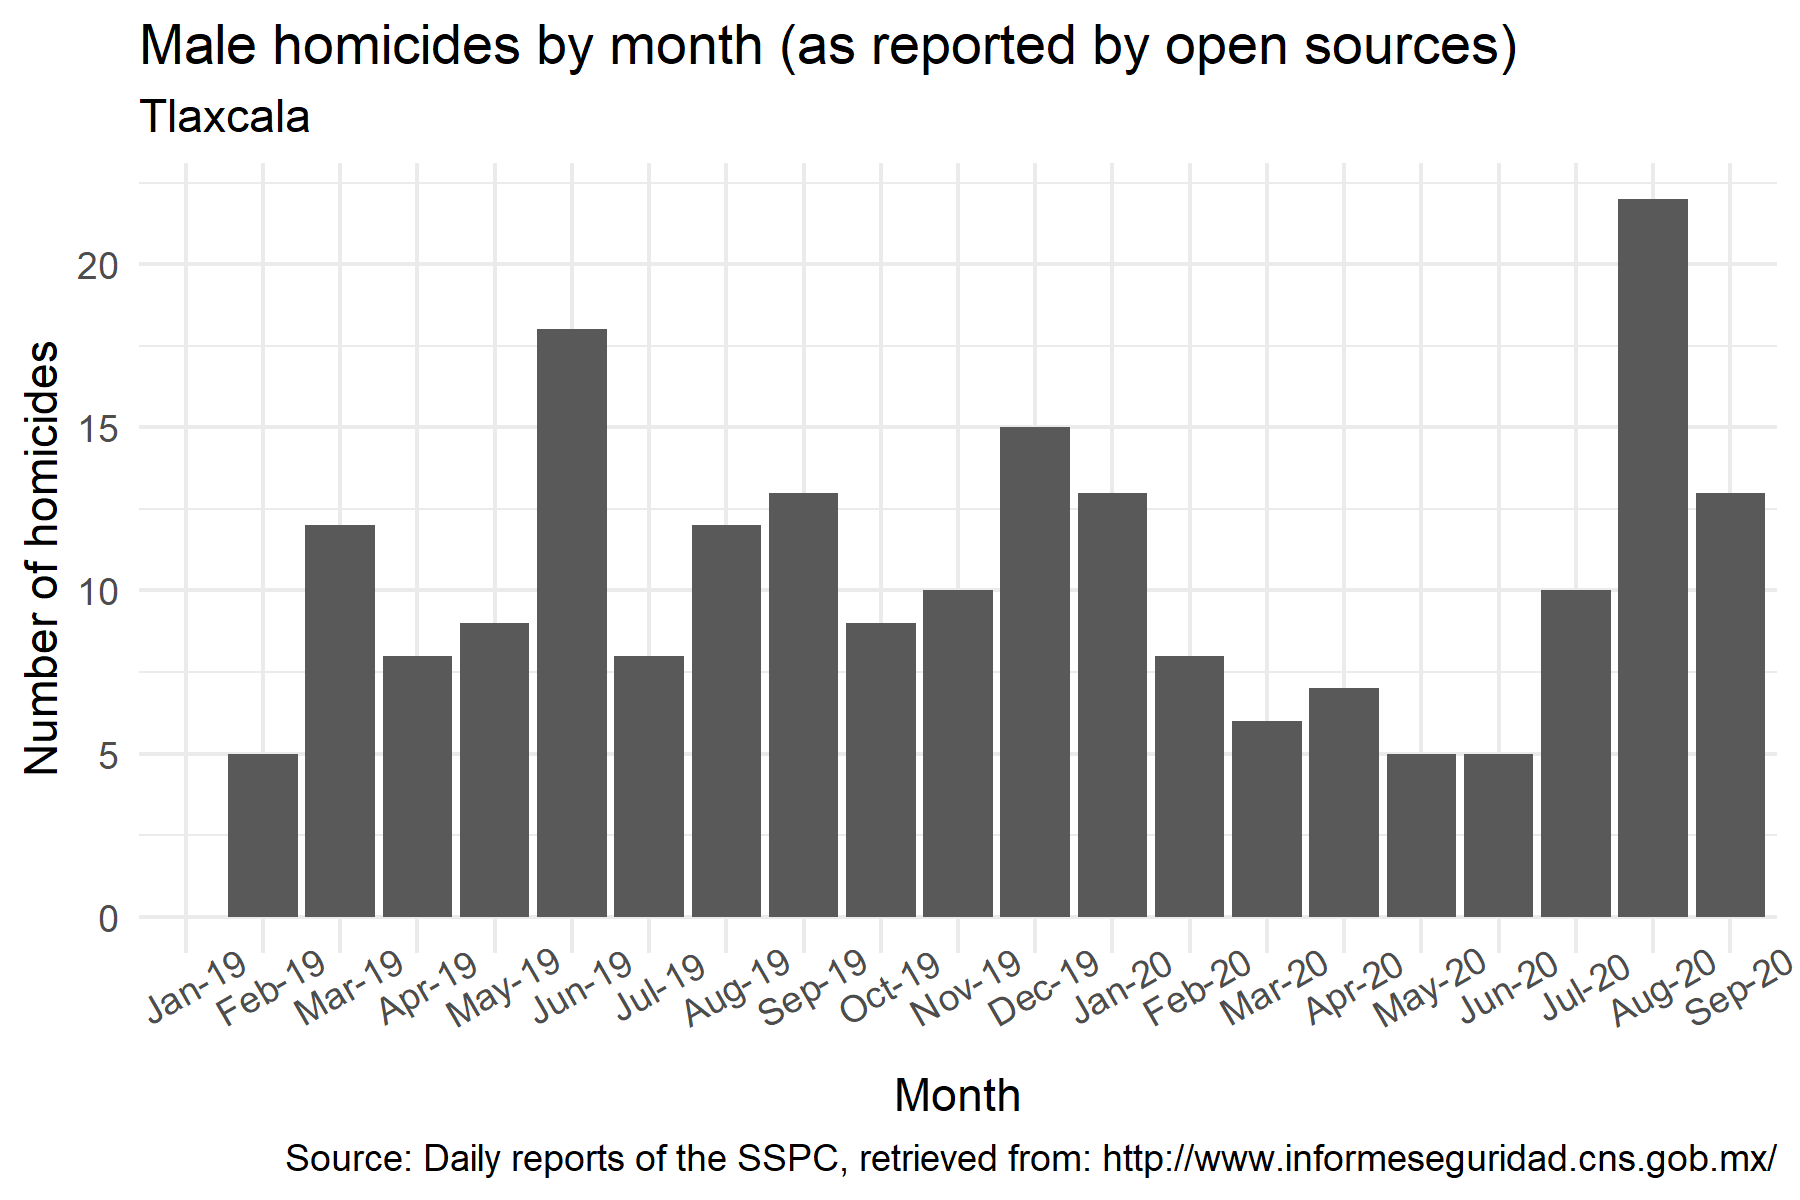 Male homicides by month (as reported by open sources)
Tlaxcala
Number of homicides
20
15
10
5
0
Jan-19
Feb-19
Mar-19
Apr-19
May-19
Jun-19
Jul-19
Aug-19
Sep-19
Oct-19
Nov-19
Dec-19
Jan-20
Feb-20
Mar-20
Apr-20
May-20
Jun-20
Jul-20
Aug-20
Sep-20
Month
Source: Daily reports of the SSPC, retrieved from: http://www.informeseguridad.cns.gob.mx/